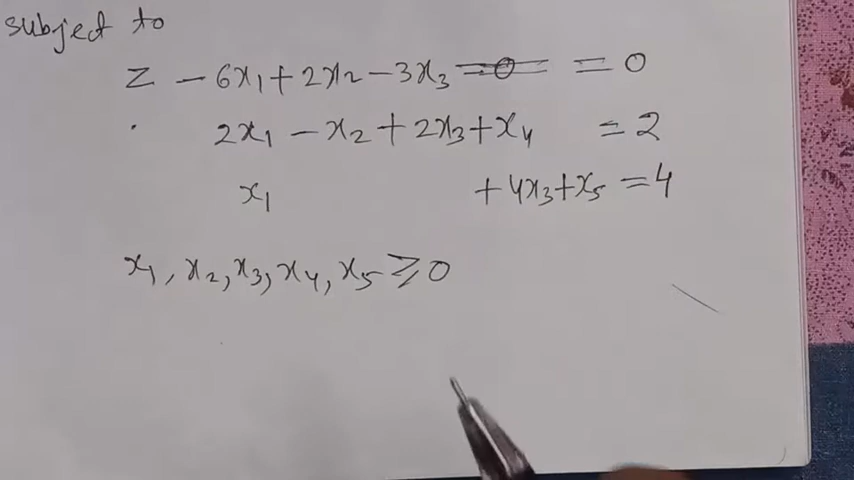 subject to
Z - 6x₁ + 2x₂ - 3x₃ = 0 = 0
2x₁ - x₂ + 2x₃ + x₄ = 2
x₁ + 4x₃ + x₅ = 4
x₁, x₂, x₃, x₄, x₅ ≥ 0